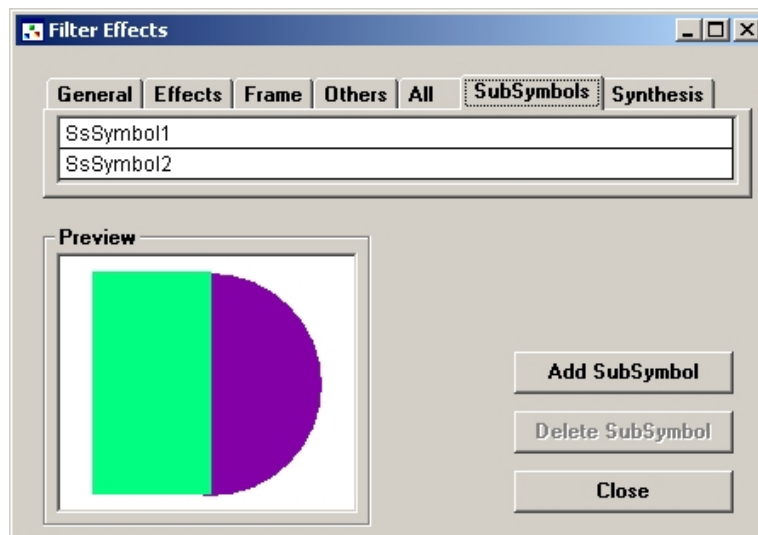 Filter Effects
General Effects Frame Others All SubSymbols Synthesis
SsSymbol1
SsSymbol2
Preview
Add SubSymbol
Delete SubSymbol
Close